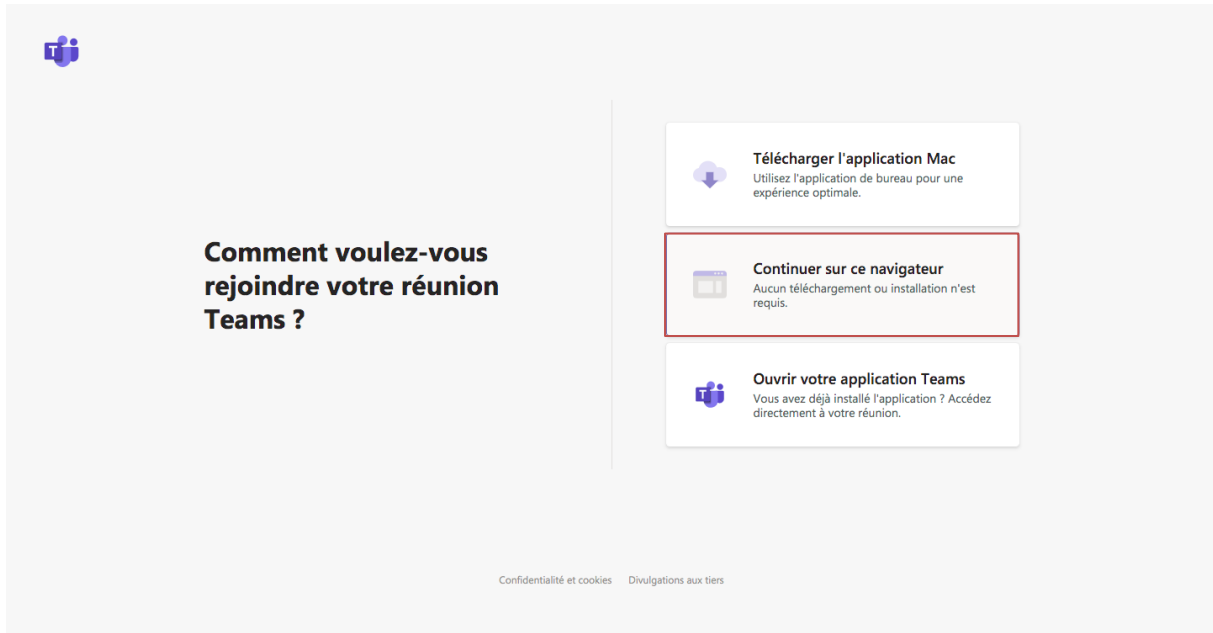 T
Comment voulez-vous
rejoindre votre réunion
Teams ?
Télécharger l'application Mac
Utilisez l'application de bureau pour une
expérience optimale.
Continuer sur ce navigateur
Aucun téléchargement ou installation n'est
requis.
T
Ouvrir votre application Teams
Vous avez déjà installé l'application ? Accédez
directement à votre réunion.
Confidentialité et cookies Divulgations aux tiers